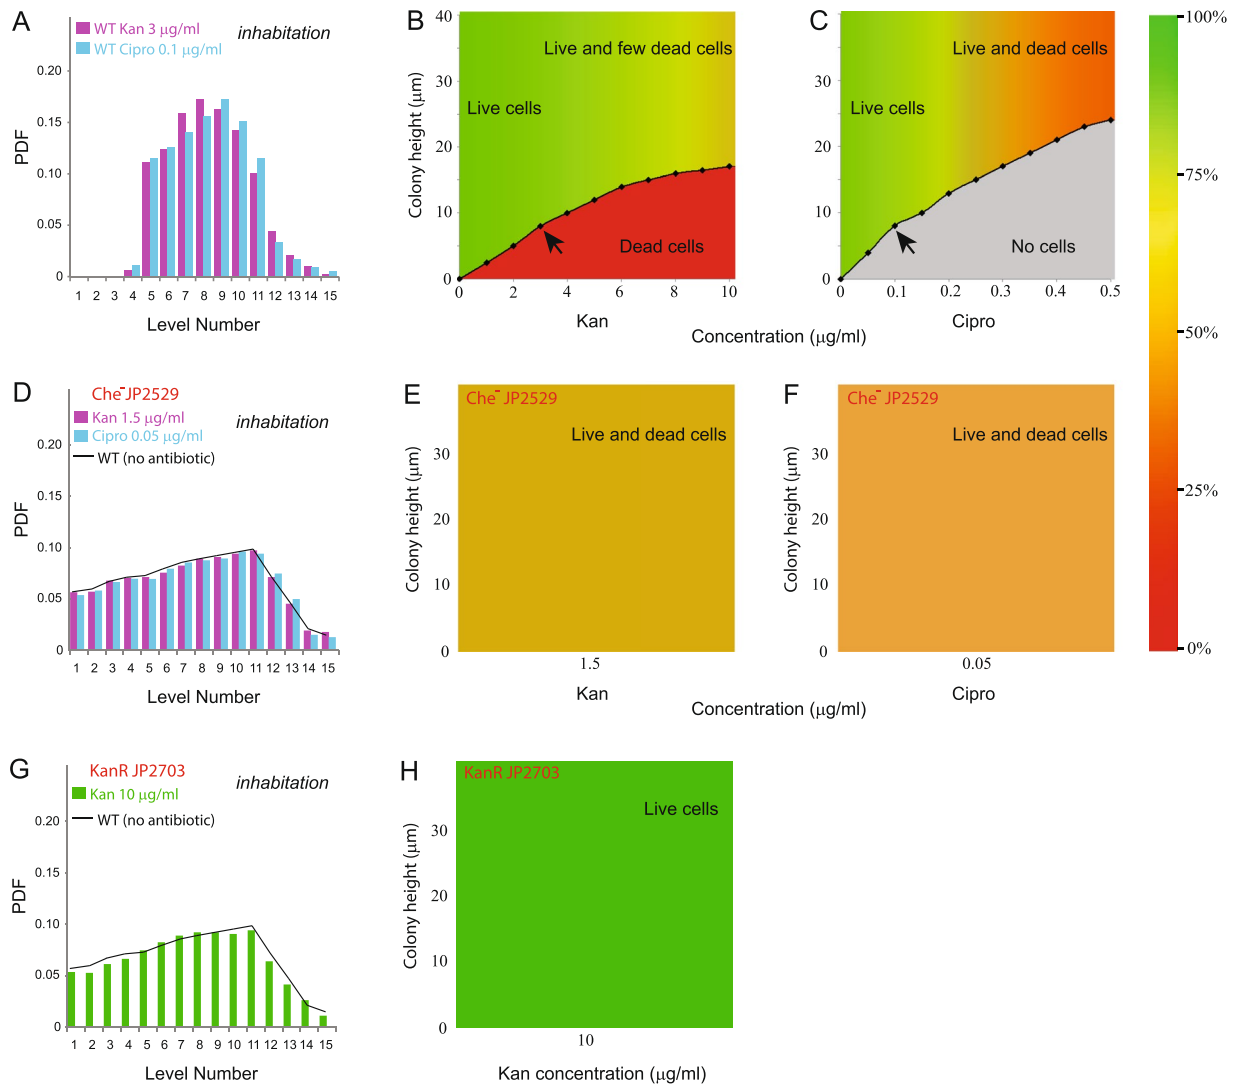 A
WT Kan 3 µg/ml
WT Cipro 0.1 µg/ml
inhabitation
PDF
0.20
0.15
0.10
0.05
0
1 2 3 4 5 6 7 8 9 10 11 12 13 14 15
Level Number
B
Colony height (µm)
40
30
20
10
0
Live and few dead cells
Live cells
Dead cells
0 2 4 6 8 10
Kan
C
30
20
10
0
Live and dead cells
Live cells
No cells
0 0.1 0.2 0.3 0.4 0.5
Cipro
Concentration (µg/ml)
100%
75%
50%
25%
0%
D
Che⁻ JP2529
Kan 1.5 µg/ml
Cipro 0.05 µg/ml
WT (no antibiotic)
inhabitation
PDF
0.20
0.15
0.10
0.05
0
1 2 3 4 5 6 7 8 9 10 11 12 13 14 15
Level Number
E
Che⁻ JP2529
Live and dead cells
Colony height (µm)
30
20
10
0
1.5
Kan
F
Che⁻ JP2529
Live and dead cells
Colony height (µm)
30
20
10
0
0.05
Cipro
Concentration (µg/ml)
G
KanR JP2703
Kan 10 µg/ml
WT (no antibiotic)
inhabitation
PDF
0.20
0.15
0.10
0.05
0
1 2 3 4 5 6 7 8 9 10 11 12 13 14 15
Level Number
H
KanR JP2703
Live cells
Colony height (µm)
30
20
10
0
10
Kan concentration (µg/ml)